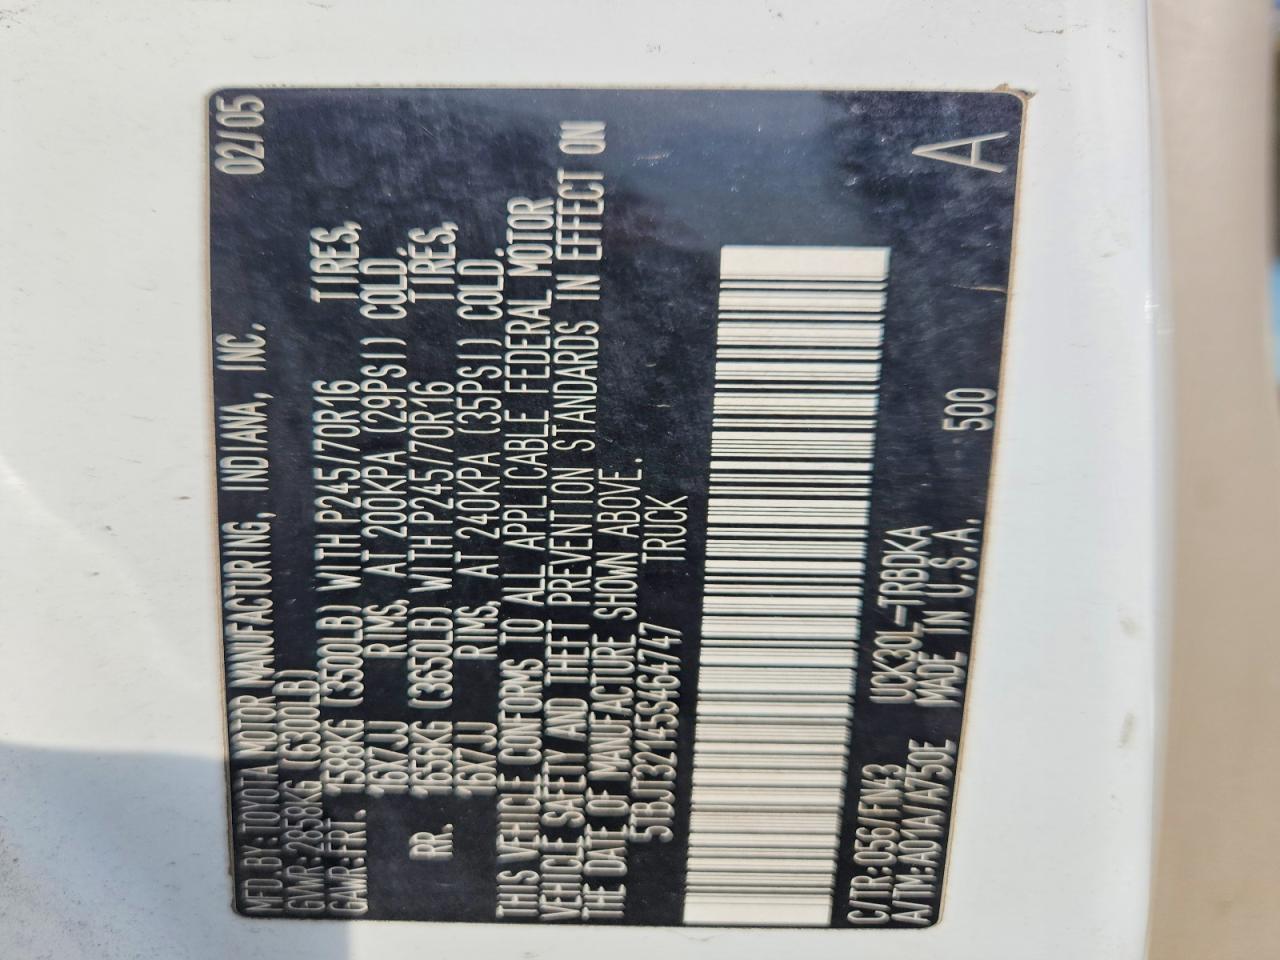 MFD.BY:TOYOTA MOTOR MANUFACTURING, INDIANA, INC. 02/05
GVWR:2858KG (6300LB)
GAWR:FRT. 1588KG (3500LB) WITH P245/70R16 TIRES,
16X7JJ RIMS, AT 200KPA (29PSI) COLD.
RR. 1656KG (3650LB) WITH P245/70R16 TIRES,
16X7JJ RIMS, AT 240KPA (35PSI) COLD.
THIS VEHICLE CONFORMS TO ALL APPLICABLE FEDERAL MOTOR
VEHICLE SAFETY AND THEFT PREVENTION STANDARDS IN EFFECT ON
THE DATE OF MANUFACTURE SHOWN ABOVE.
5TBJT32145S464747 TRUCK
C/TR:056/FN43 UCK30L-TRBDKA
A/TM:A01A/A750E MADE IN U.S.A. 500 A